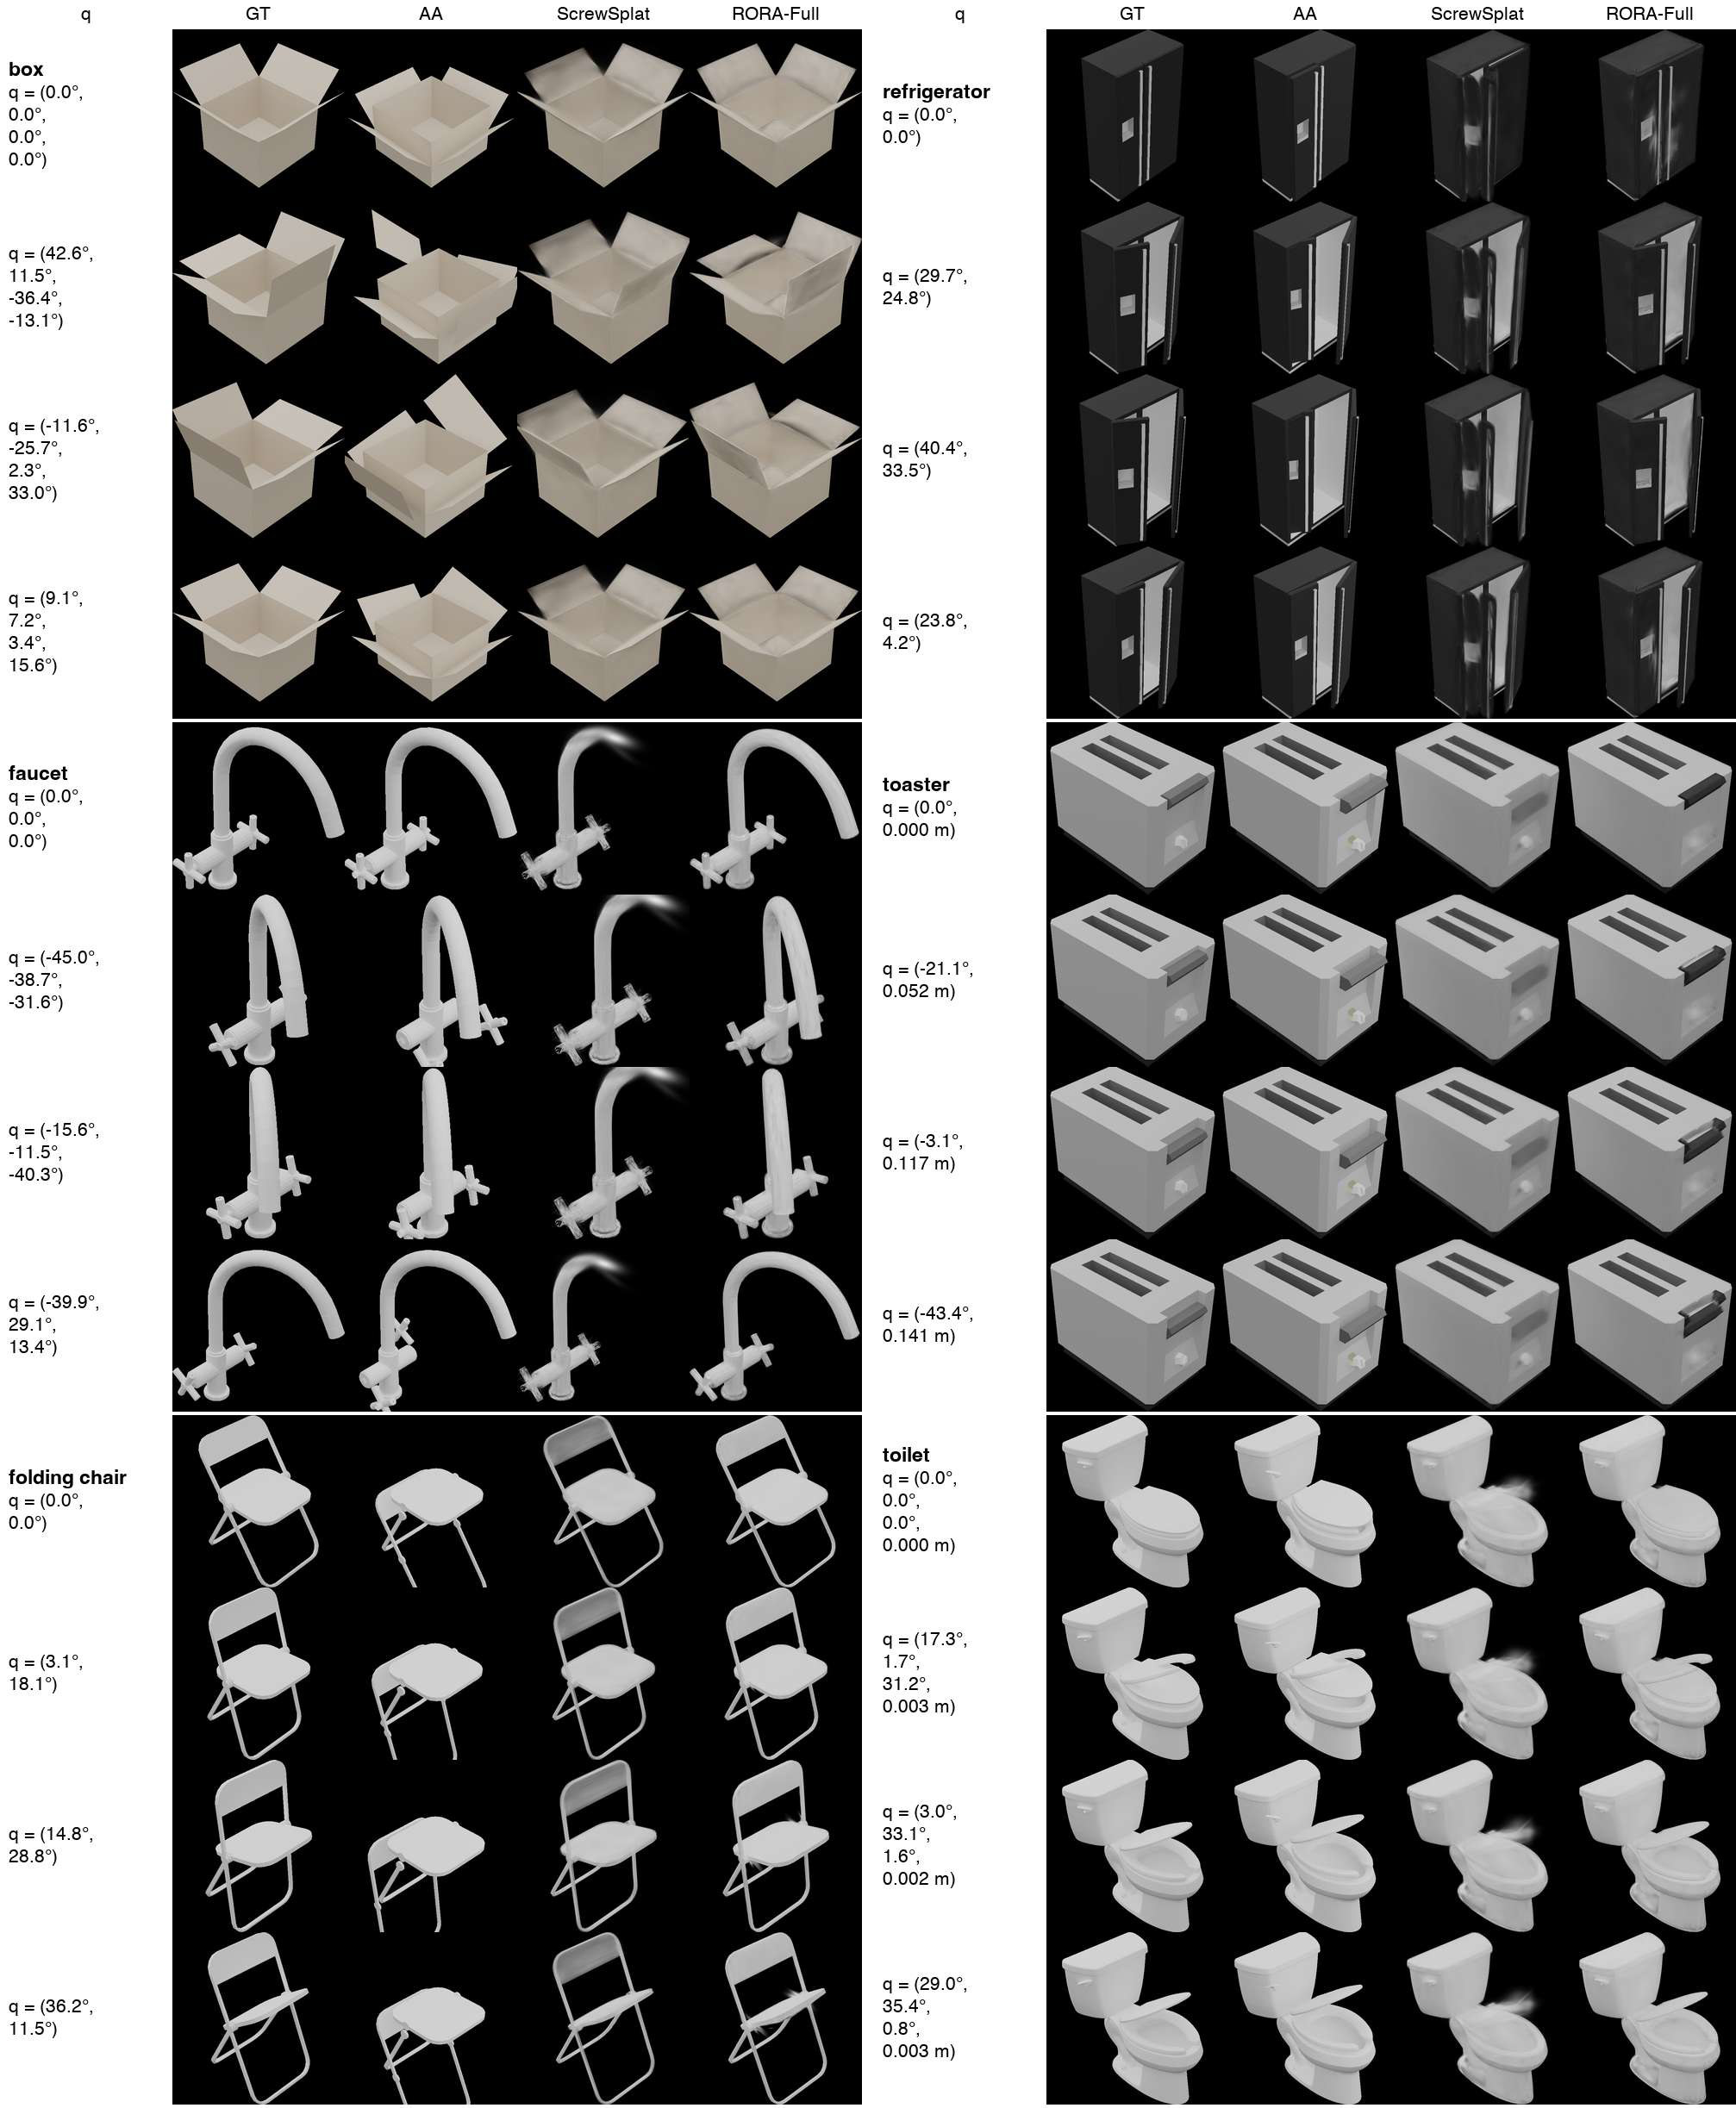 q GT AA ScrewSplat RORA-Full q GT AA ScrewSplat RORA-Full
box
q = (0.0°,
0.0°,
0.0°,
0.0°)
q = (42.6°,
11.5°,
-36.4°,
-13.1°)
q = (-11.6°,
-25.7°,
2.3°,
33.0°)
q = (9.1°,
7.2°,
3.4°,
15.6°)
refrigerator
q = (0.0°,
0.0°)
q = (29.7°,
24.8°)
q = (40.4°,
33.5°)
q = (23.8°,
4.2°)
faucet
q = (0.0°,
0.0°,
0.0°)
q = (-45.0°,
-38.7°,
-31.6°)
q = (-15.6°,
-11.5°,
-40.3°)
q = (-39.9°,
29.1°,
13.4°)
toaster
q = (0.0°,
0.000 m)
q = (-21.1°,
0.052 m)
q = (-3.1°,
0.117 m)
q = (-43.4°,
0.141 m)
folding chair
q = (0.0°,
0.0°)
q = (3.1°,
18.1°)
q = (14.8°,
28.8°)
q = (36.2°,
11.5°)
toilet
q = (0.0°,
0.0°,
0.0°,
0.000 m)
q = (17.3°,
1.7°,
31.2°,
0.003 m)
q = (3.0°,
33.1°,
1.6°,
0.002 m)
q = (29.0°,
35.4°,
0.8°,
0.003 m)